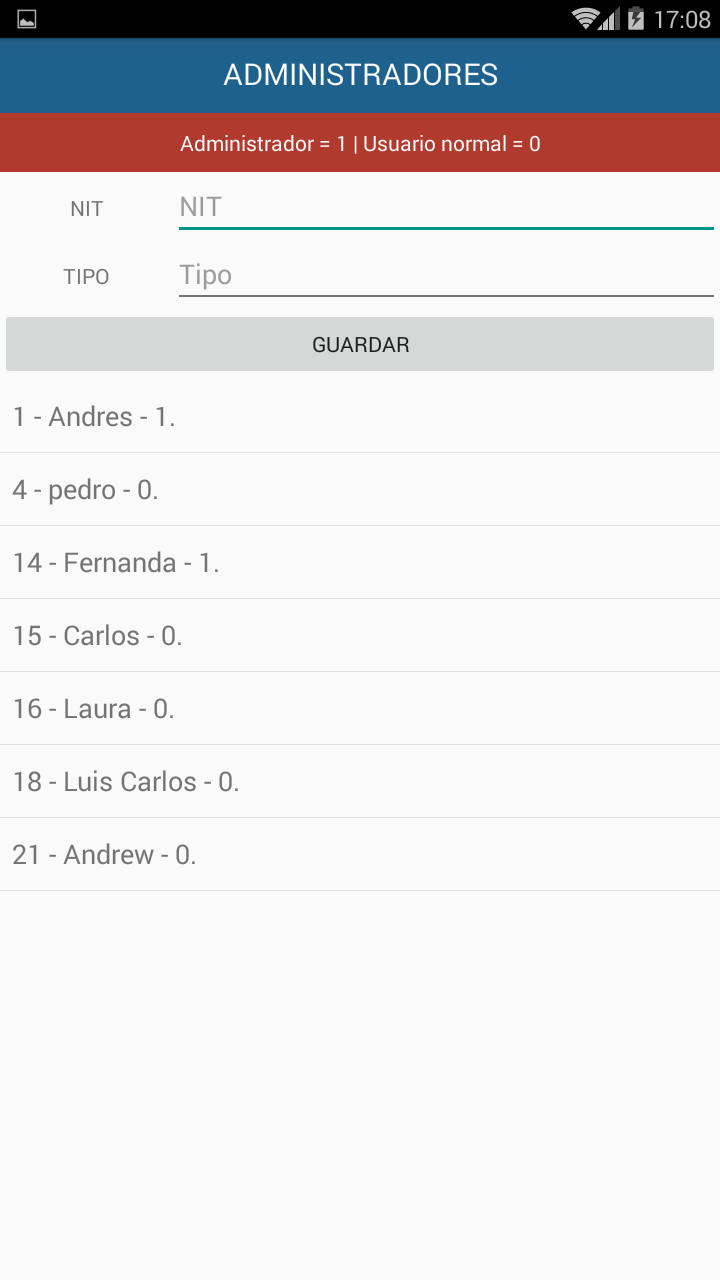 17:08
ADMINISTRADORES
Administrador = 1 | Usuario normal = 0
NIT NIT
TIPO Tipo
GUARDAR
1 - Andres - 1.
4 - pedro - 0.
14 - Fernanda - 1.
15 - Carlos - 0.
16 - Laura - 0.
18 - Luis Carlos - 0.
21 - Andrew - 0.